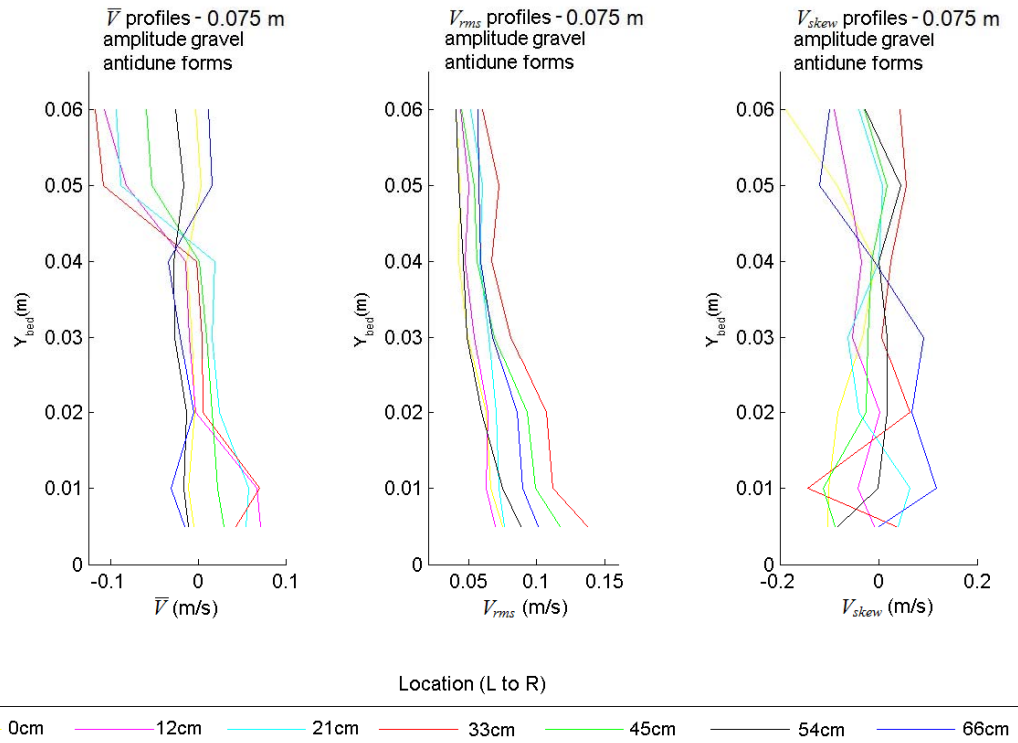 V̅ profiles - 0.075 m
amplitude gravel
antidune forms
0.06
0.05
0.04
0.03
0.02
0.01
0
Y_bed(m)
-0.1 0 0.1
V̅ (m/s)
V_rms profiles - 0.075 m
amplitude gravel
antidune forms
0.06
0.05
0.04
0.03
0.02
0.01
0
Y_bed(m)
0.05 0.1 0.15
V_rms (m/s)
V_skew profiles - 0.075 m
amplitude gravel
antidune forms
0.06
0.05
0.04
0.03
0.02
0.01
0
Y_bed(m)
-0.2 0 0.2
V_skew (m/s)
Location (L to R)
0cm 12cm 21cm 33cm 45cm 54cm 66cm